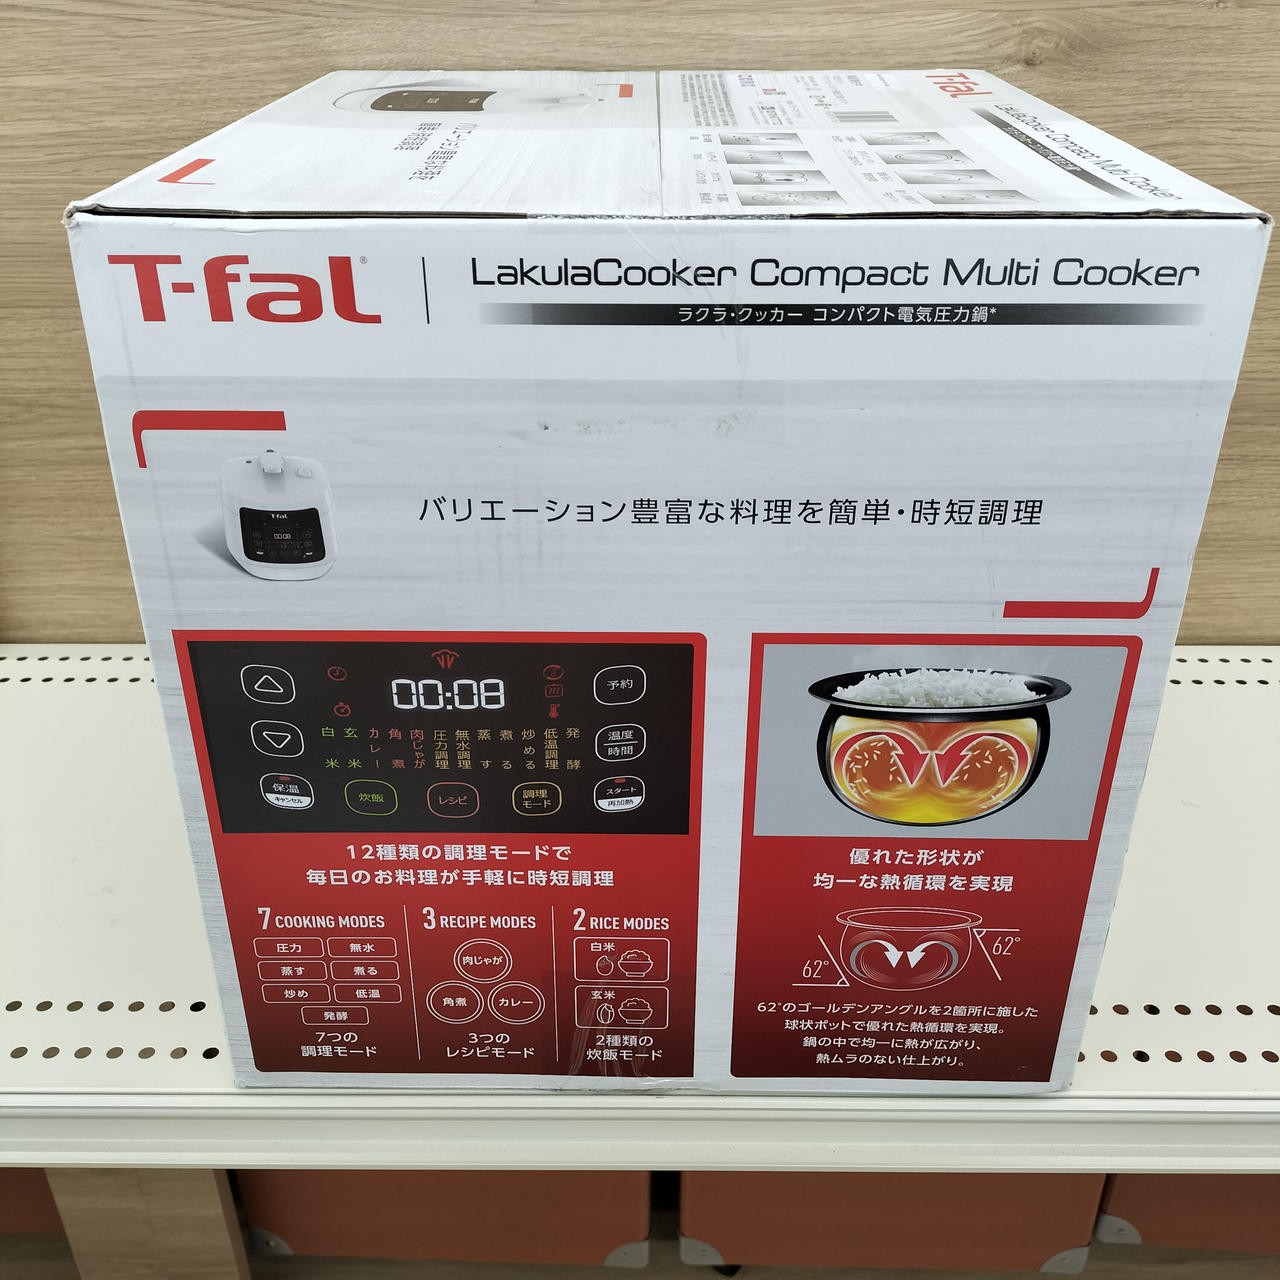 T-fal
LakulaCooker Compact Multi Cooker
T-fal®
LakulaCooker Compact Multi Cooker
ラクラ・クッカー コンパクト電気圧力鍋*
T-fal
00:08
バリエーション豊富な料理を簡単・時短調理
00:08
予約
温度
時間
白米
玄米
カレー
角煮
肉じゃが
圧力調理
無水調理
蒸す
煮る
炒める
低温調理
発酵
保温
キャンセル
炊飯
レシピ
調理
モード
スタート
再加熱
12種類の調理モードで
毎日のお料理が手軽に時短調理
7 COOKING MODES
圧力 無水
蒸す 煮る
炒め 低温
発酵
7つの
調理モード
3 RECIPE MODES
肉じゃが
角煮 カレー
3つの
レシピモード
2 RICE MODES
白米
玄米
2種類の
炊飯モード
優れた形状が
均一な熱循環を実現
62°
62°
62°のゴールデンアングルを2箇所に施した
球状ポットで優れた熱循環を実現。
鍋の中で均一に熱が広がり、
熱ムラのない仕上がり。